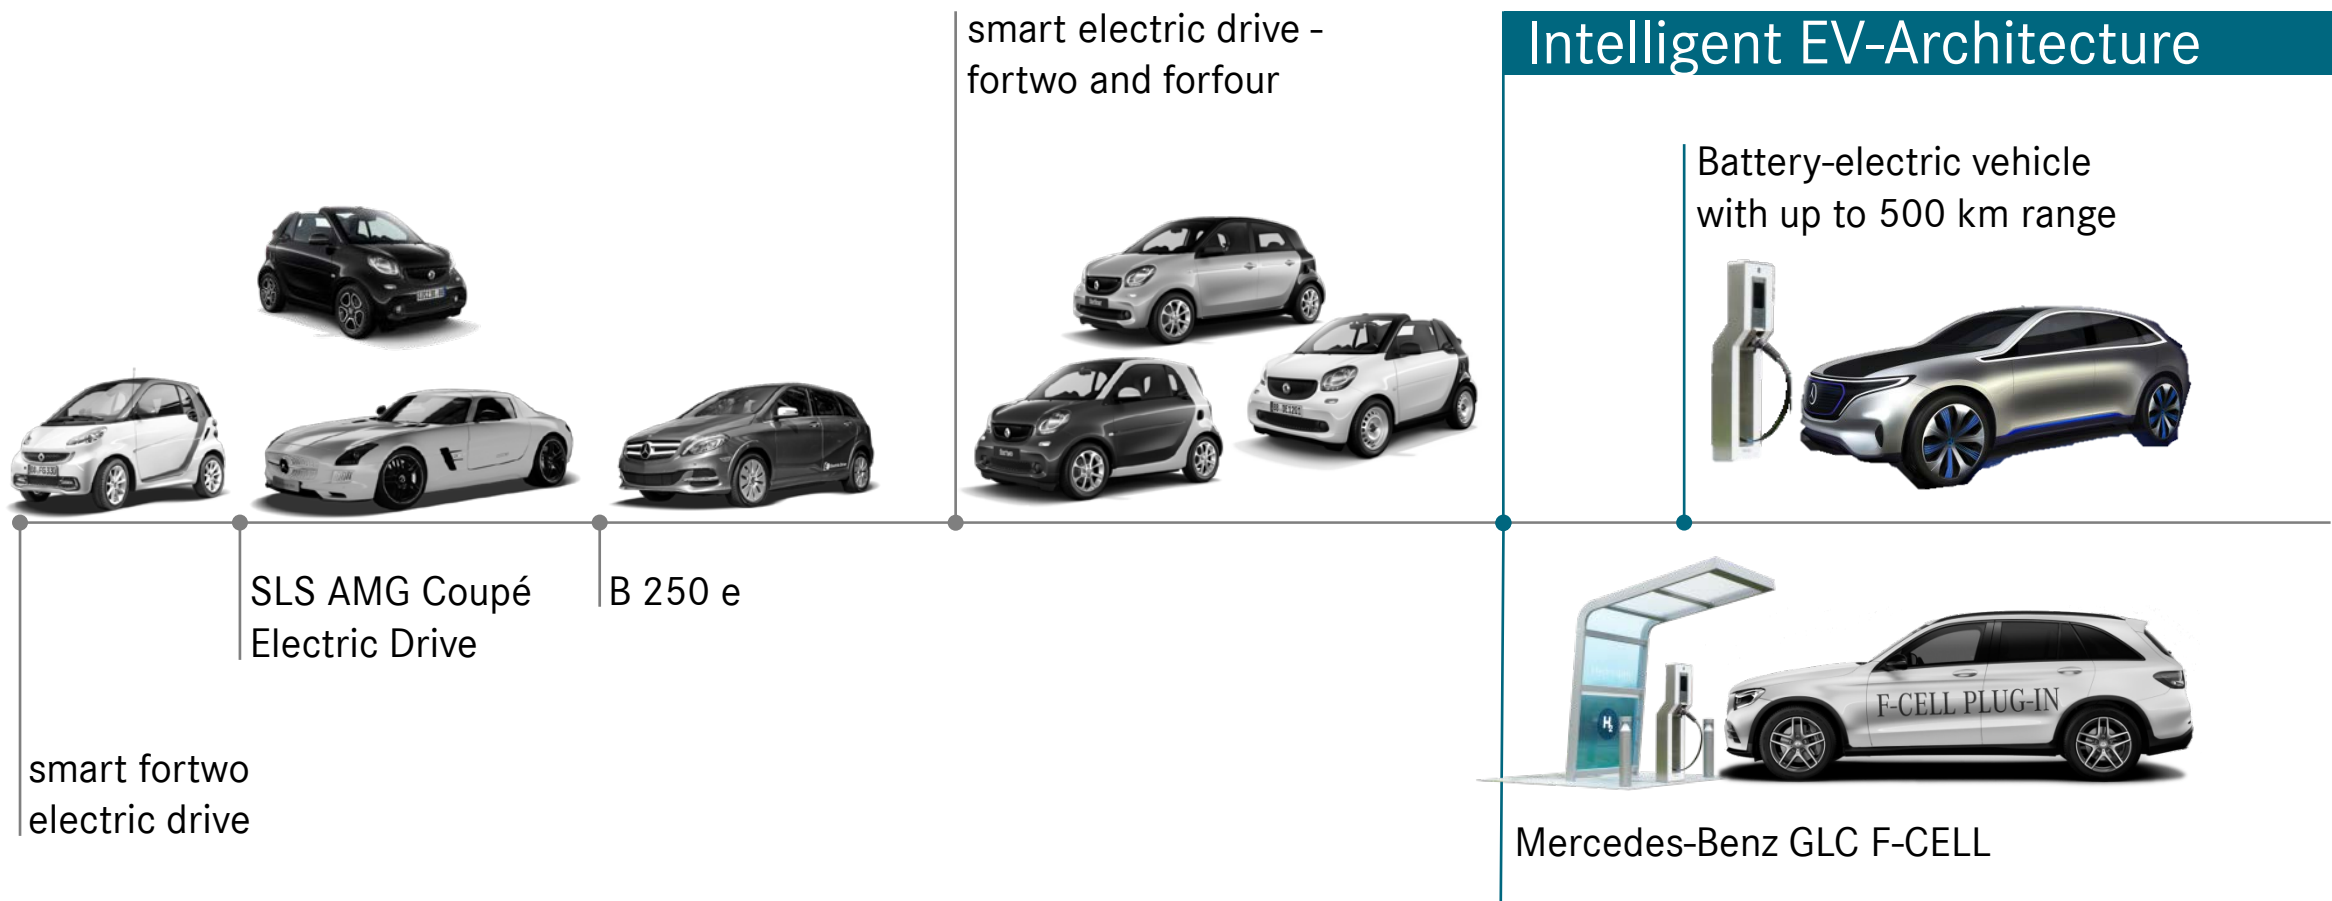 smart electric drive -
fortwo and forfour
Intelligent EV-Architecture
Battery-electric vehicle
with up to 500 km range
SLS AMG Coupé
Electric Drive
B 250 e
smart fortwo
electric drive
H2
F-CELL PLUG-IN
Mercedes-Benz GLC F-CELL